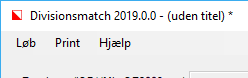 Divisionsmatch 2019.0.0 - (uden titel) *
Løb Print Hjælp